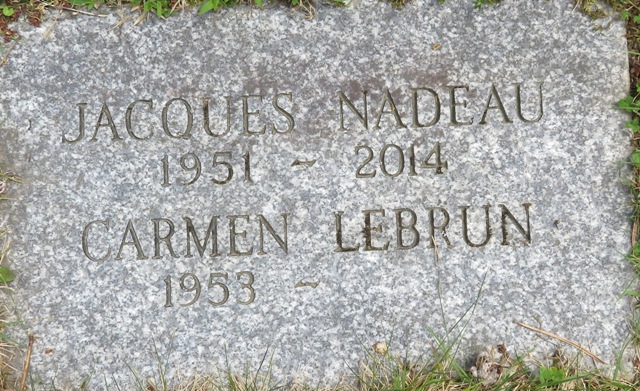 JACQUES NADEAU
1951 ~ 2014
CARMEN LEBRUN
1953 ~